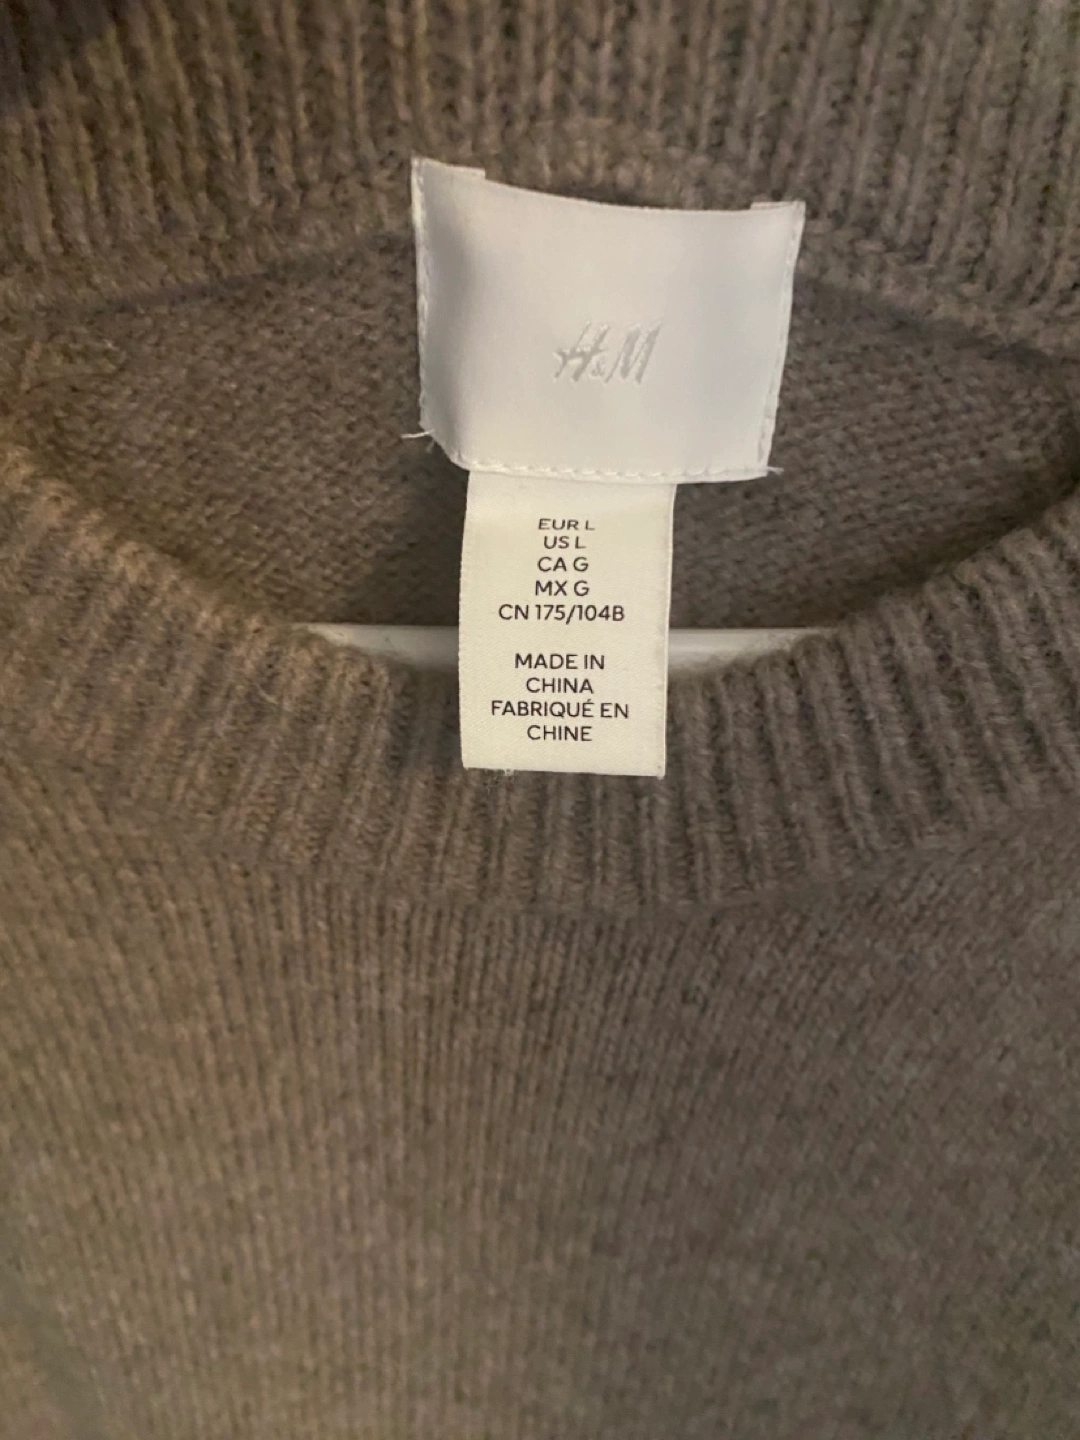 H&M
EUR L
US L
CA G
MX G
CN 175/104B
MADE IN
CHINA
FABRIQUÉ EN
CHINE